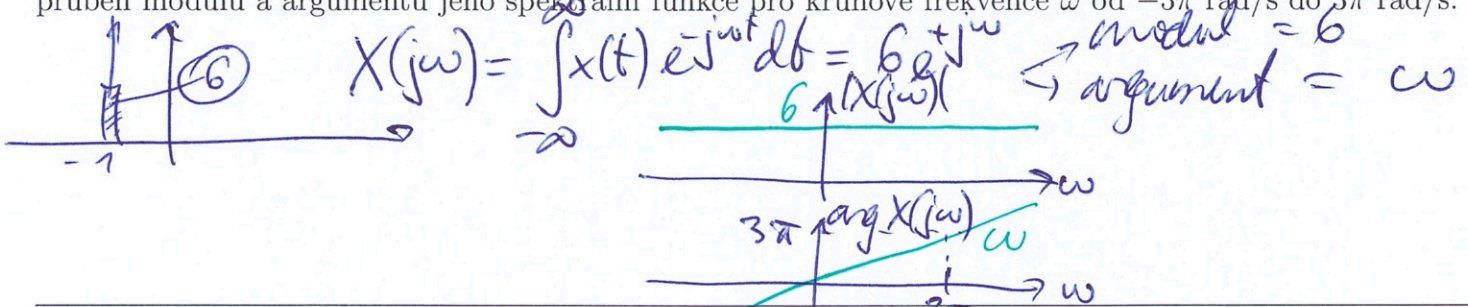 průběh modulu a argumentu jeho spektrální funkce pro kruhové frekvence ω od −3π rad/s do 3π rad/s.
6
-1
X(jω) = ∫ x(t) e^{-jωt} dt = 6 e^{+jω}
∞
-∞
modul = 6
argument = ω
6 |X(jω)|
ω
3π arg X(jω)
ω
ω